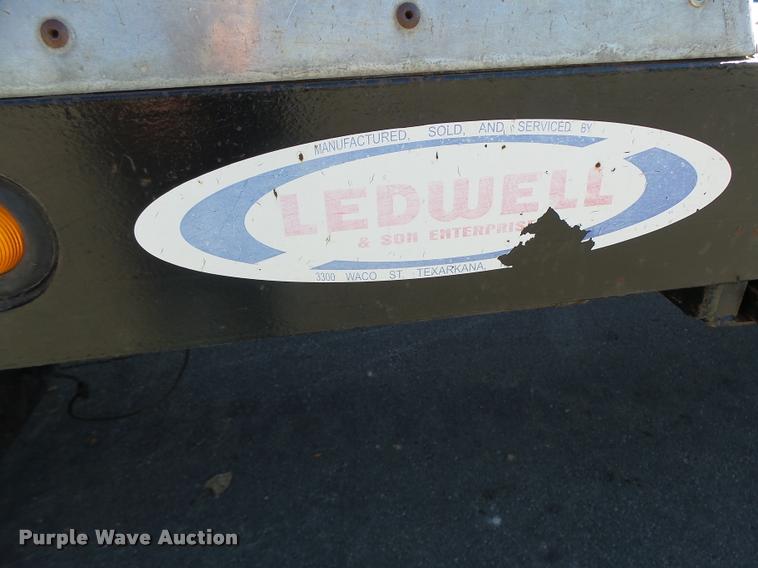 MANUFACTURED, SOLD, AND SERVICED BY
LEDWELL
& SON ENTERPRIS
3300 WACO ST. TEXARKANA,
Purple Wave Auction